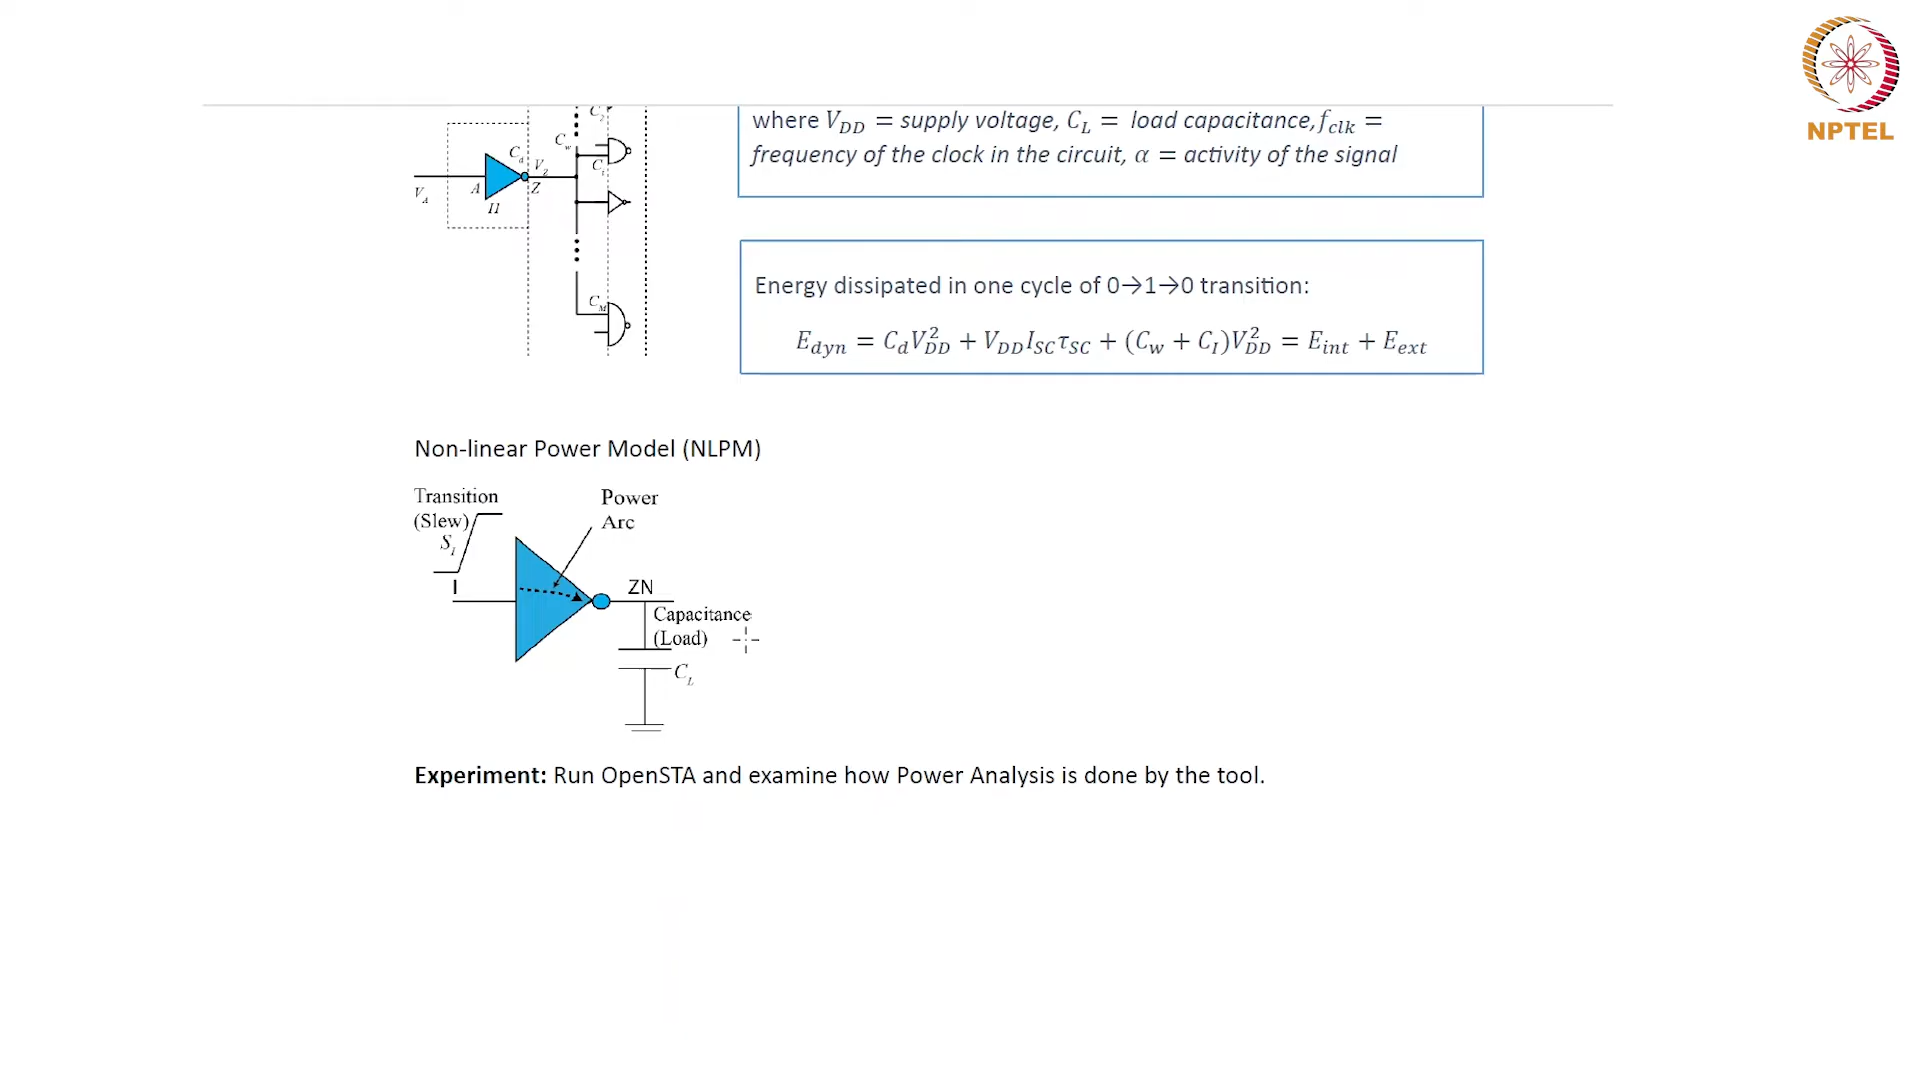 NPTEL
where V_DD = supply voltage, C_L = load capacitance, f_clk =
frequency of the clock in the circuit, α = activity of the signal
C_2
C_w
C_d
V_2
C_1
V_A
A
Z
I1
C_M
Energy dissipated in one cycle of 0→1→0 transition:
E_dyn = C_d V_DD^2 + V_DD I_SC τ_SC + (C_w + C_I)V_DD^2 = E_int + E_ext
Non-linear Power Model (NLPM)
Transition
(Slew)
S_I
Power
Arc
I
ZN
Capacitance
(Load)
C_L
Experiment: Run OpenSTA and examine how Power Analysis is done by the tool.